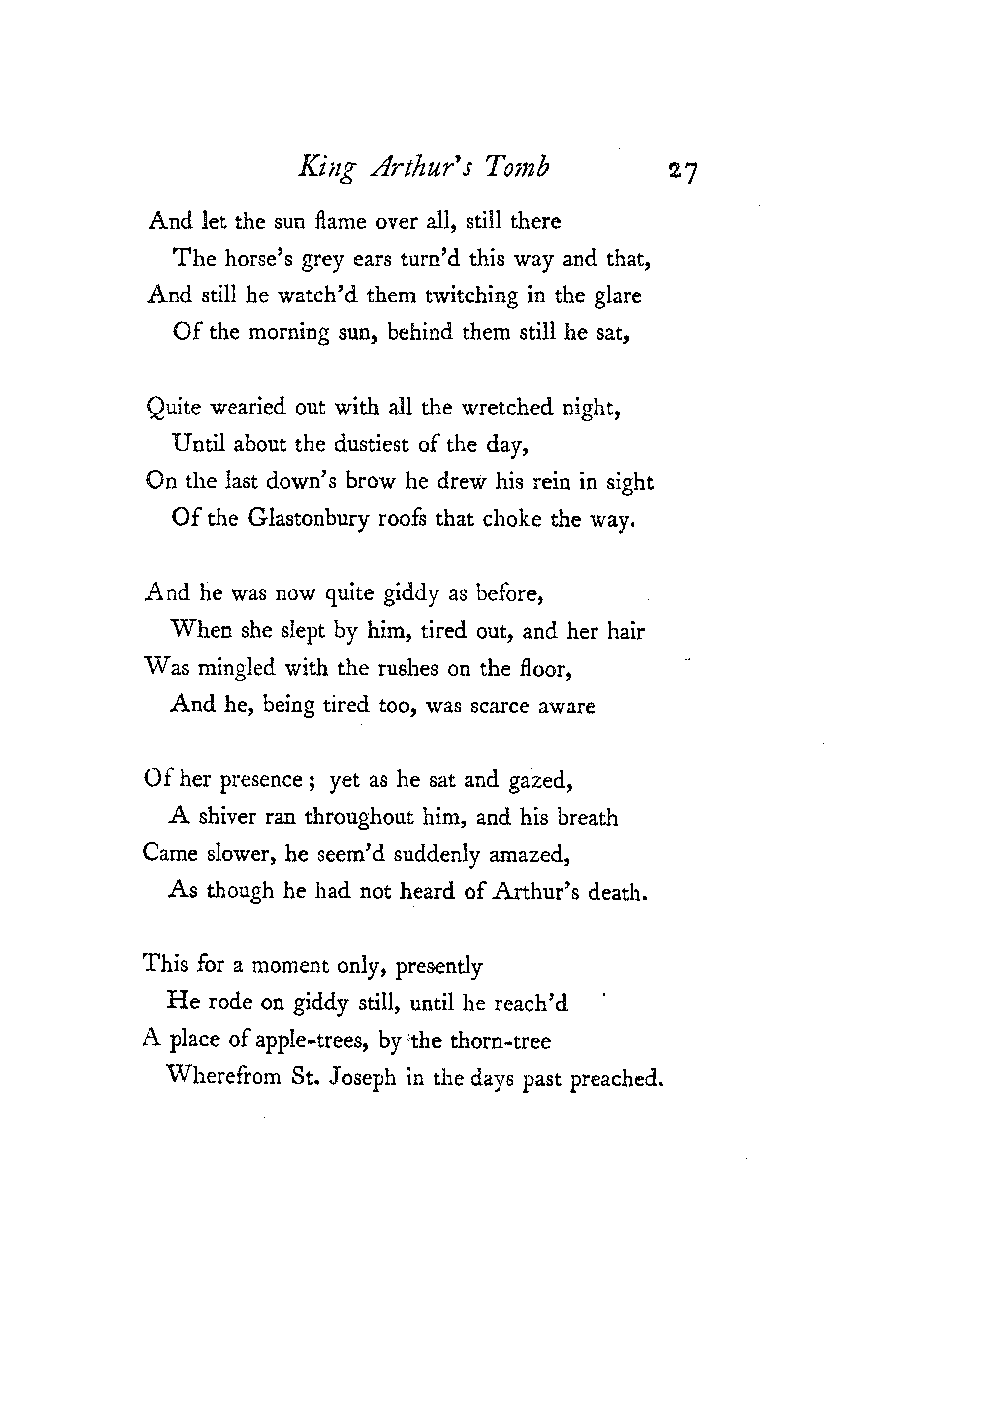 King Arthur's Tomb 27
And let the sun flame over all, still there
The horse's grey ears turn'd this way and that,
And still he watch'd them twitching in the glare
Of the morning sun, behind them still he sat,
Quite wearied out with all the wretched night,
Until about the dustiest of the day,
On the last down's brow he drew his rein in sight
Of the Glastonbury roofs that choke the way.
And he was now quite giddy as before,
When she slept by him, tired out, and her hair
Was mingled with the rushes on the floor,
And he, being tired too, was scarce aware
Of her presence ; yet as he sat and gazed,
A shiver ran throughout him, and his breath
Came slower, he seem'd suddenly amazed,
As though he had not heard of Arthur's death.
This for a moment only, presently
He rode on giddy still, until he reach'd
A place of apple-trees, by the thorn-tree
Wherefrom St. Joseph in the days past preached.